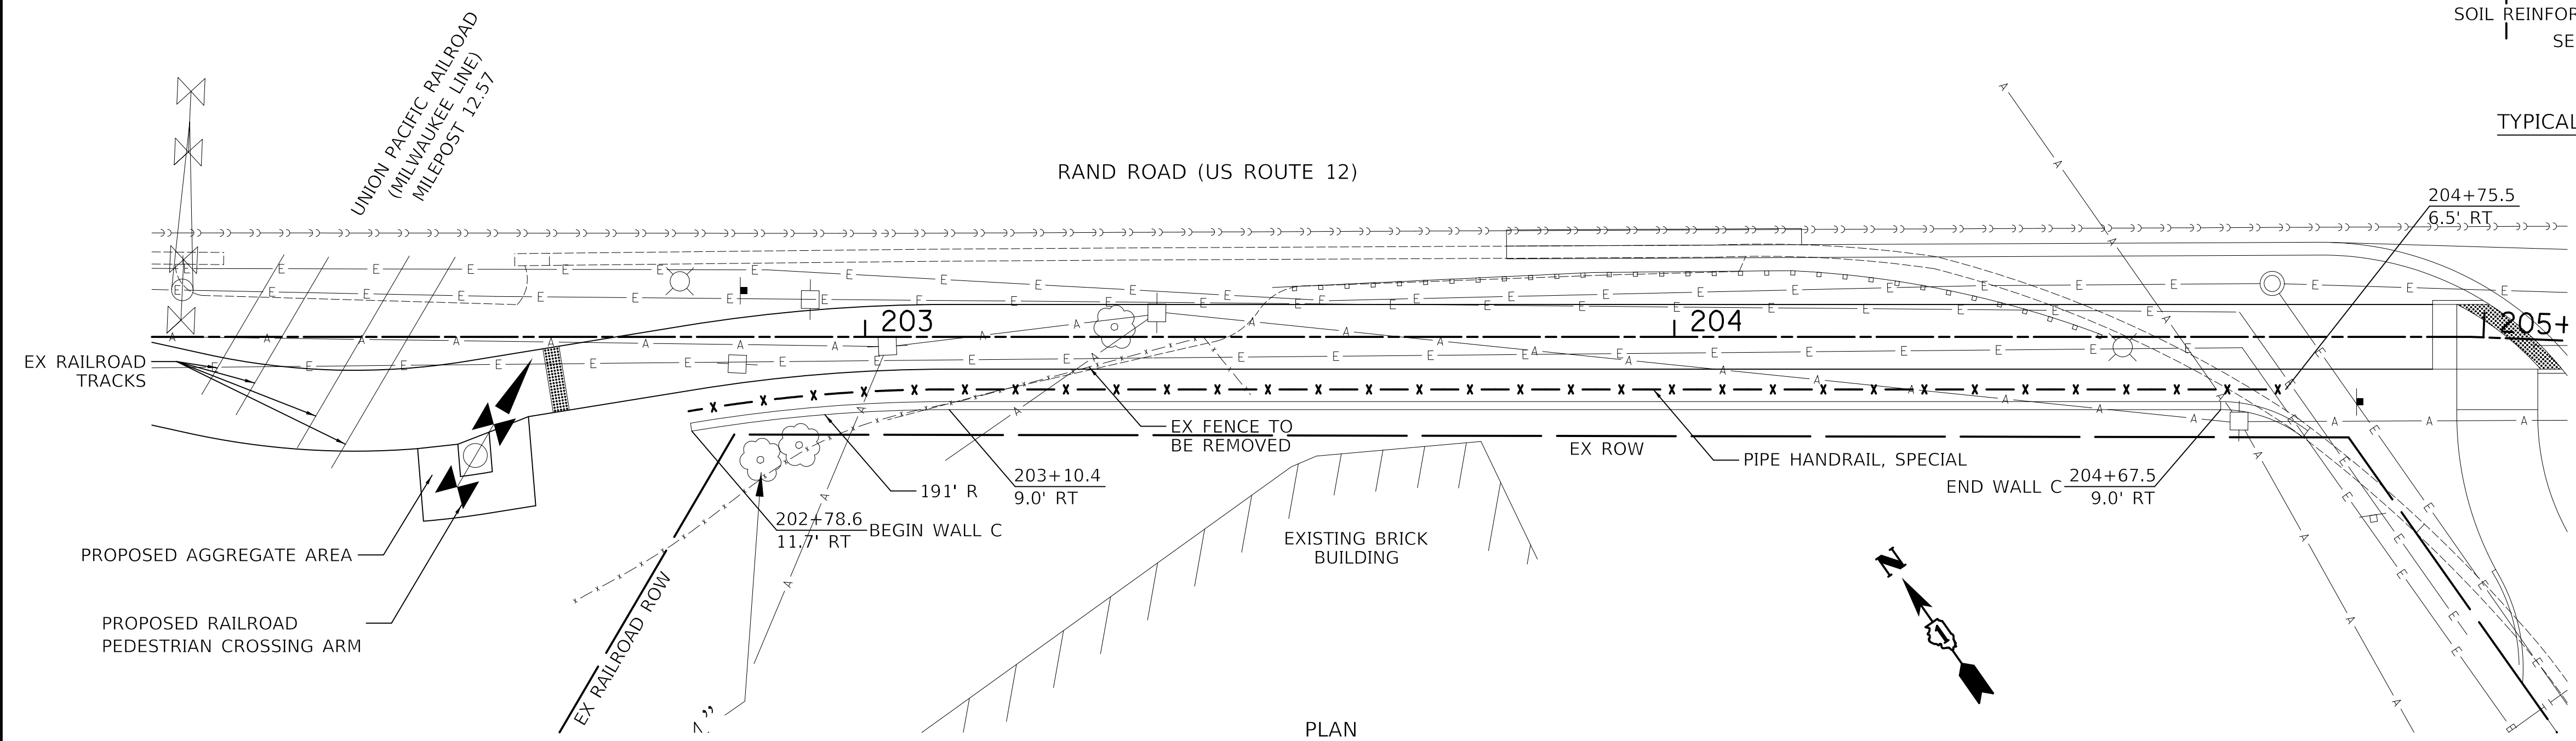 SOIL REINFOR
SE
TYPICAL
UNION PACIFIC RAILROAD
(MILWAUKEE LINE)
MILEPOST 12.57
RAND ROAD (US ROUTE 12)
204+75.5
6.5' RT
203
204
205+
EX RAILROAD
TRACKS
EX FENCE TO
BE REMOVED
EX ROW
PIPE HANDRAIL, SPECIAL
191' R
203+10.4
9.0' RT
END WALL C
204+67.5
9.0' RT
202+78.6
11.7' RT
BEGIN WALL C
EXISTING BRICK
BUILDING
PROPOSED AGGREGATE AREA
PROPOSED RAILROAD
PEDESTRIAN CROSSING ARM
EX RAILROAD ROW
N
1
PLAN